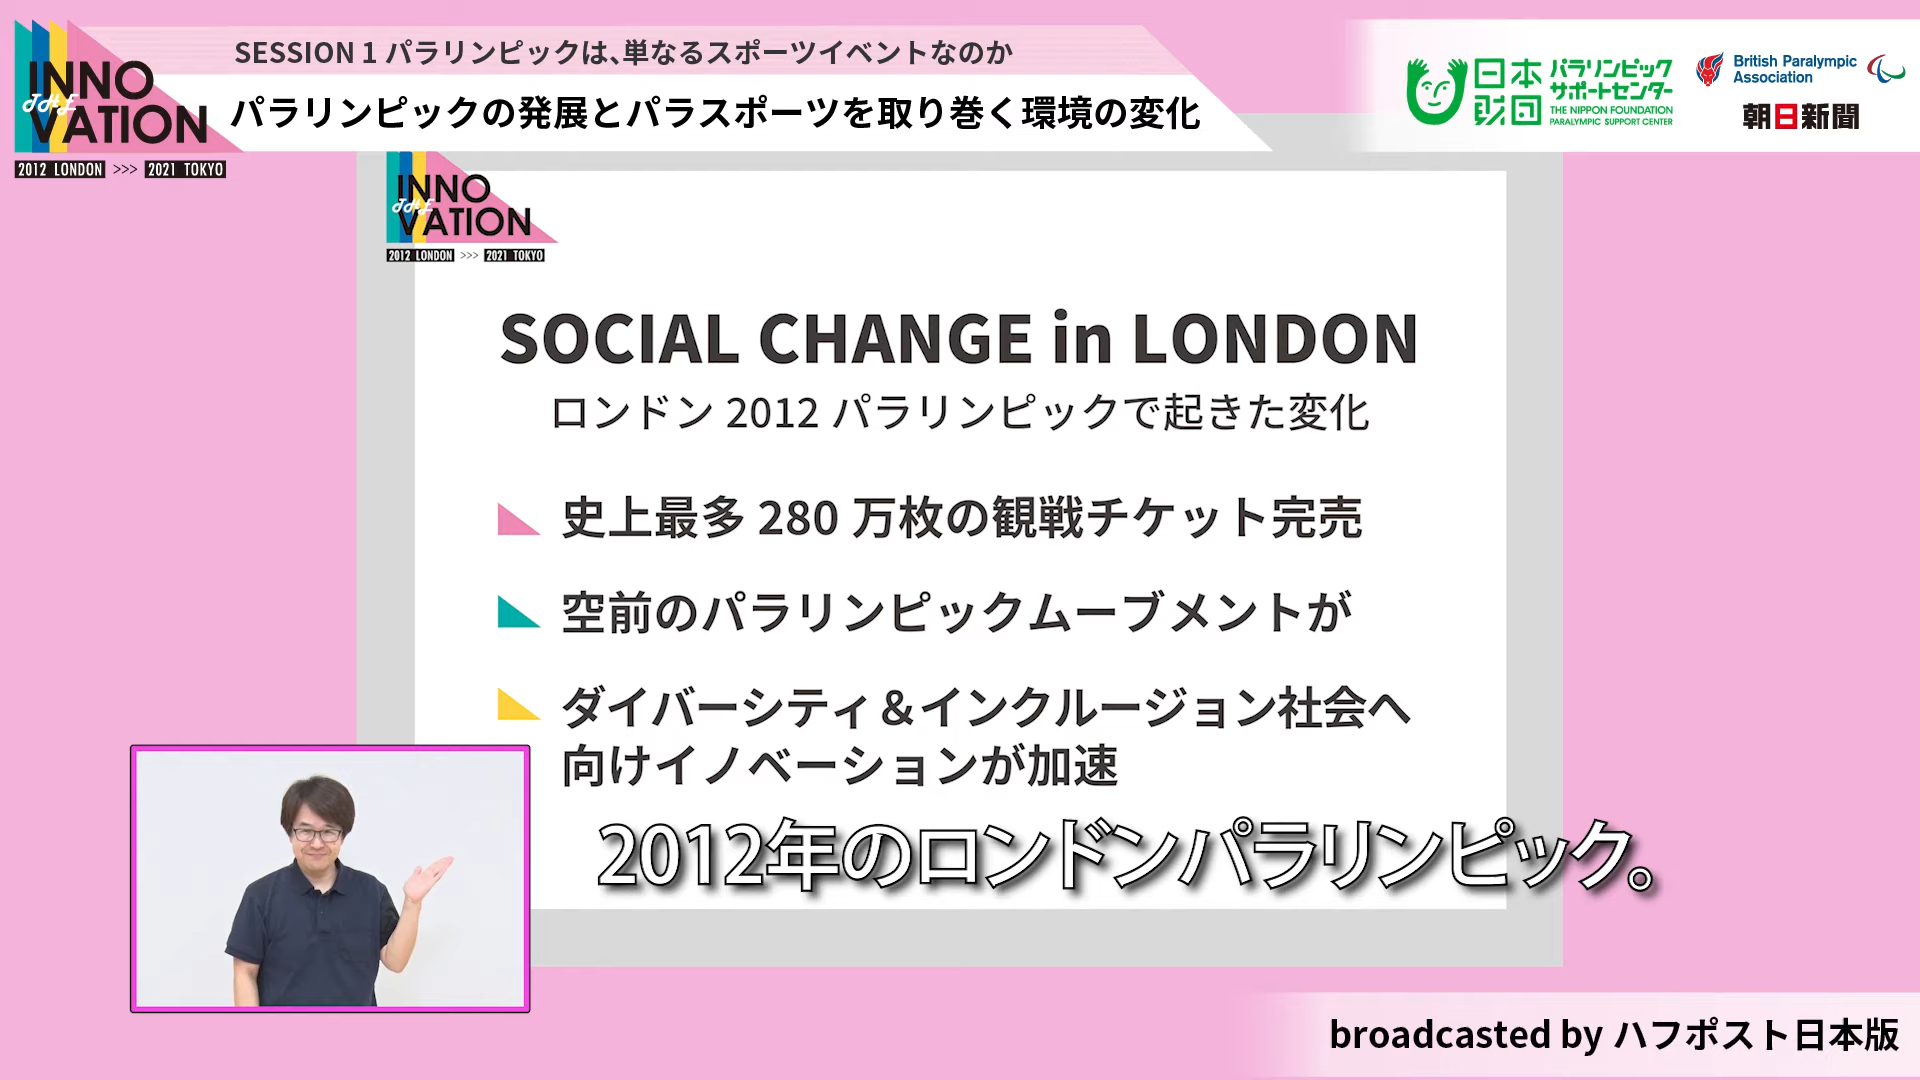 SESSION 1 パラリンピックは、単なるスポーツイベントなのか
パラリンピックの発展とパラスポーツを取り巻く環境の変化
THE
INNO
VATION
2012 LONDON >>> 2021 TOKYO
日本
財団
パラリンピック
サポートセンター
THE NIPPON FOUNDATION
PARALYMPIC SUPPORT CENTER
British Paralympic
Association
朝日新聞
THE
INNO
VATION
2012 LONDON >>> 2021 TOKYO
SOCIAL CHANGE in LONDON
ロンドン 2012 パラリンピックで起きた変化
史上最多 280 万枚の観戦チケット完売
空前のパラリンピックムーブメントが
ダイバーシティ&インクルージョン社会へ
向けイノベーションが加速
2012年のロンドンパラリンピック。
broadcasted by ハフポスト日本版